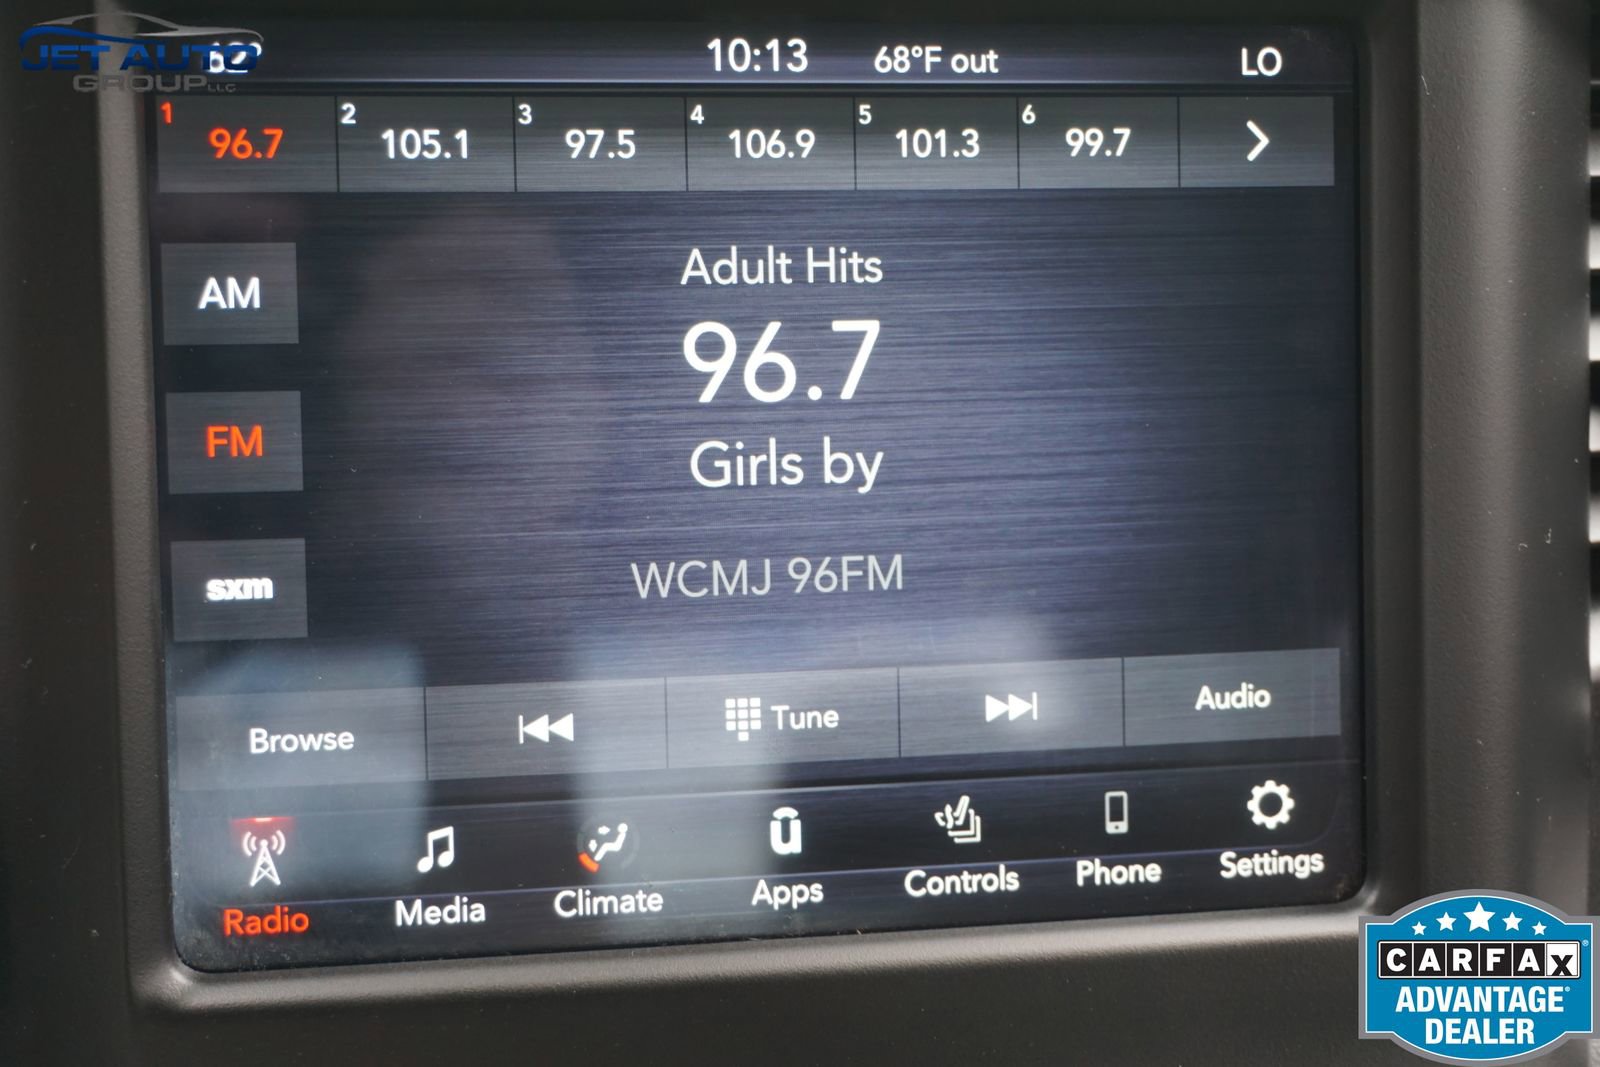 JET AUTO
GROUP LLC
62°
10:13
68°F out
LO
1 96.7
2 105.1
3 97.5
4 106.9
5 101.3
6 99.7
AM
FM
sxm
Adult Hits
96.7
Girls by
WCMJ 96FM
Browse
Tune
Audio
Radio
Media
Climate
Apps
Controls
Phone
Settings
CARFAX®
ADVANTAGE®
DEALER